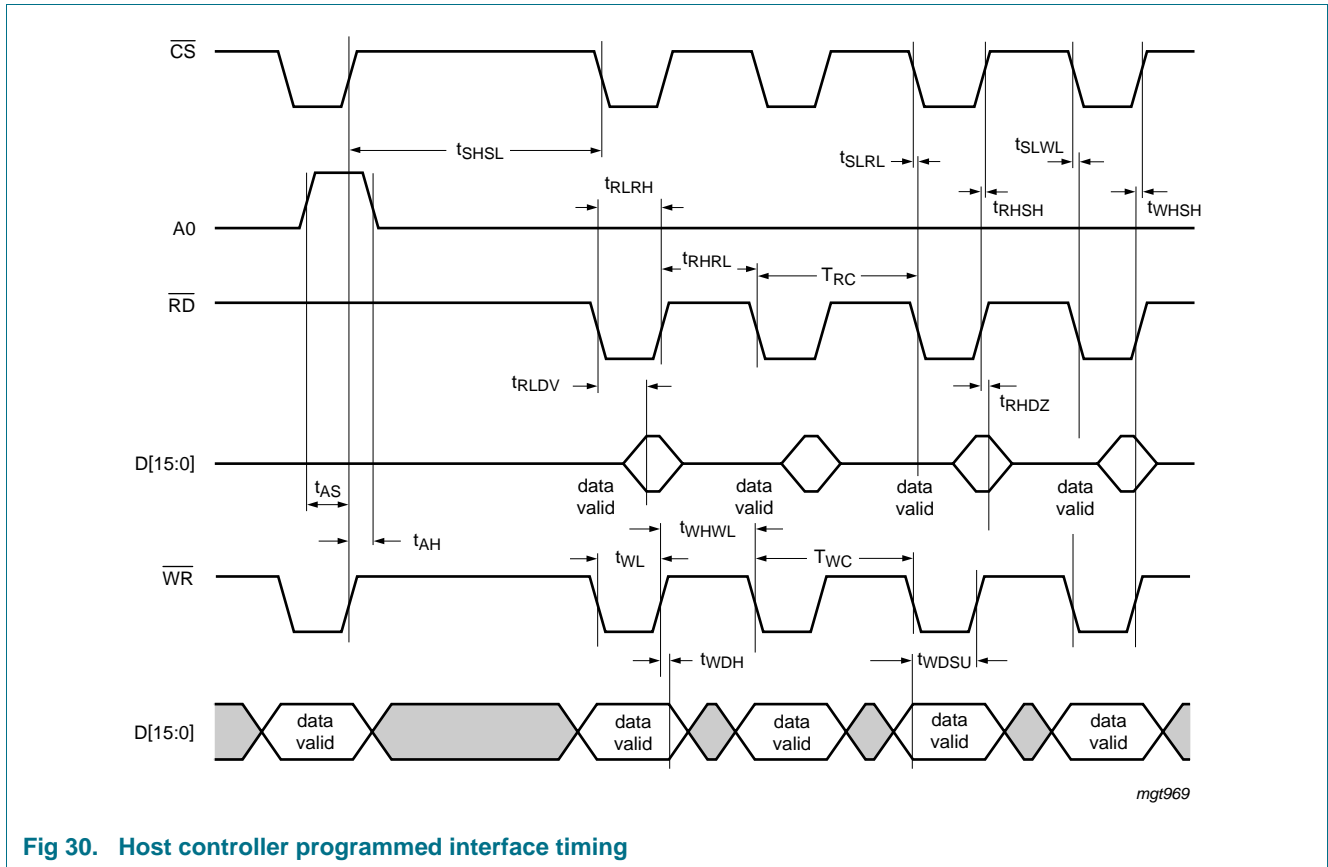 CS
tSHSL
tSLRL
tSLWL
tRLRH
tRHSH
tWHSH
A0
tRHRL
TRC
RD
tRLDV
tRHDZ
D[15:0]
tAS
data valid
data valid
data valid
data valid
tWHWL
tAH
tWL
TWC
WR
tWDH
tWDSU
D[15:0]
data valid
data valid
data valid
data valid
data valid
mgt969
Fig 30. Host controller programmed interface timing